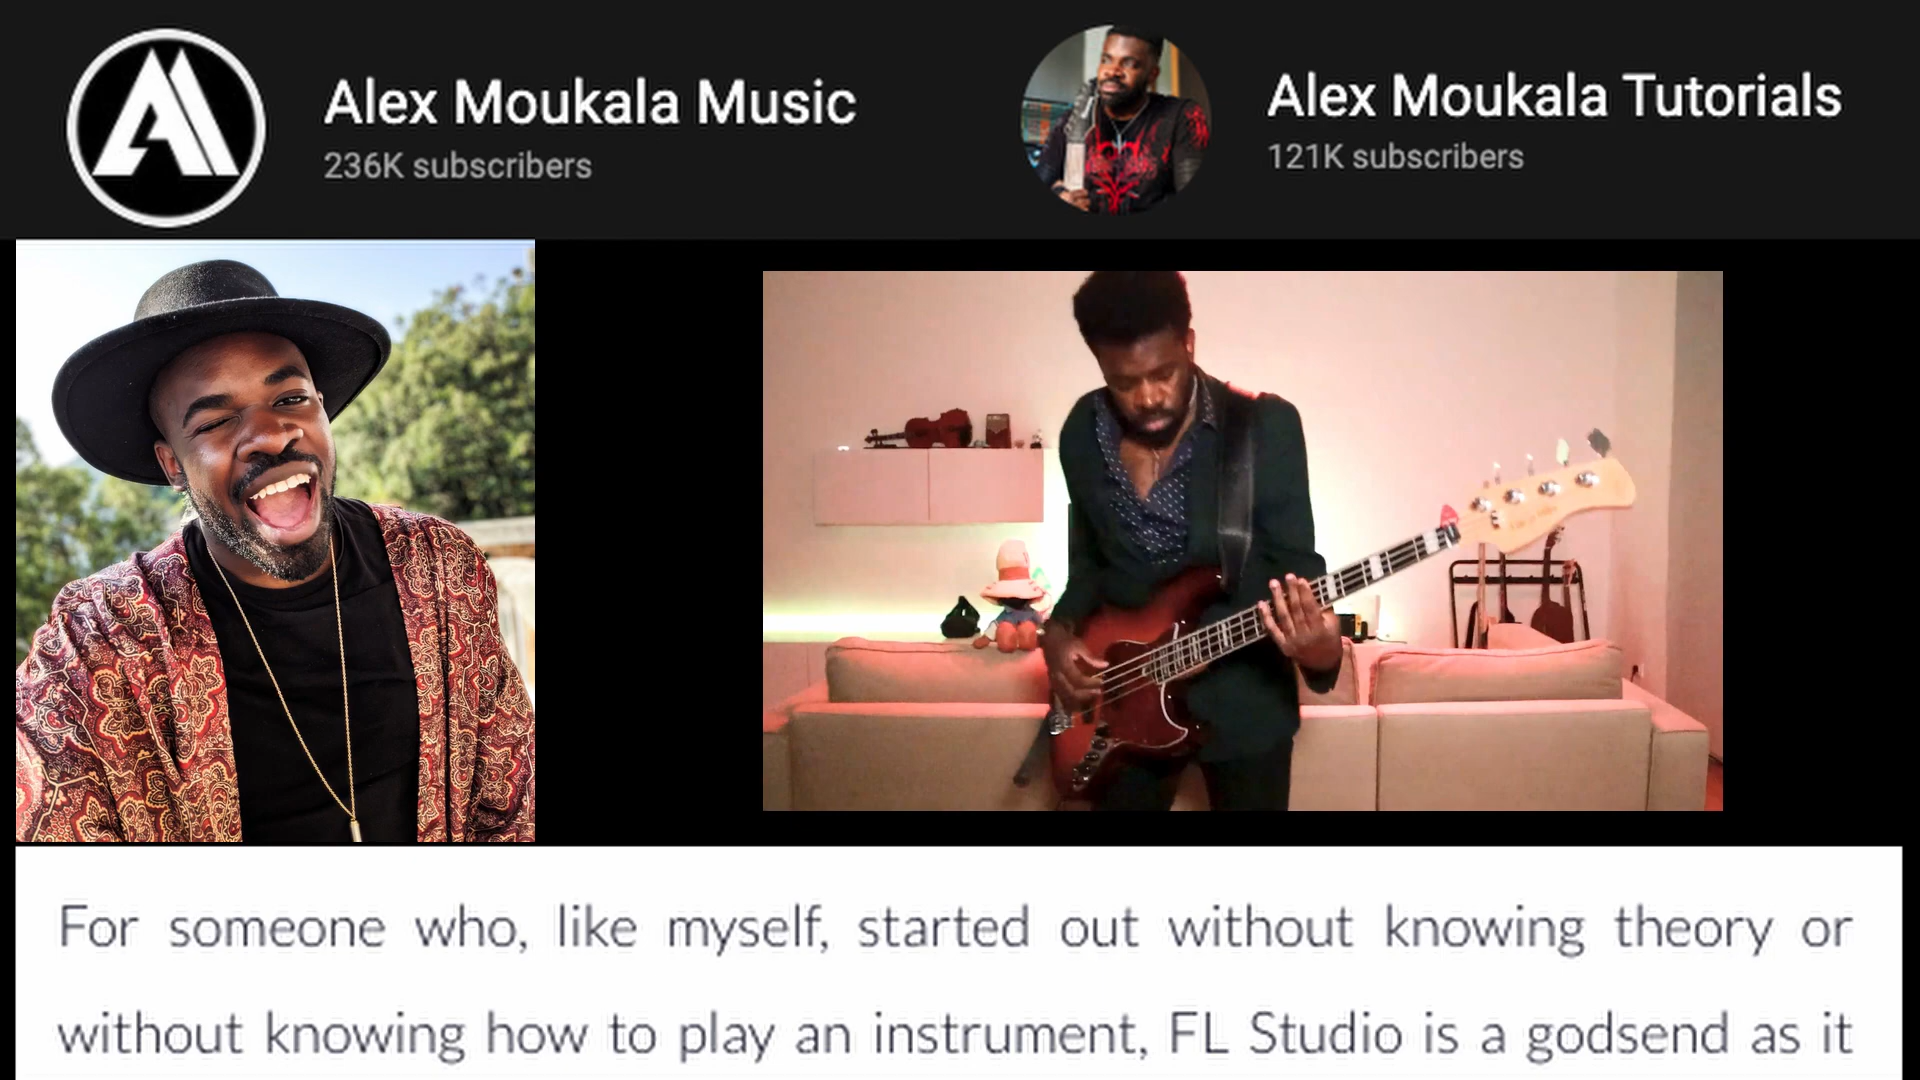 Alex Moukala Music
236K subscribers
Alex Moukala Tutorials
121K subscribers
For someone who, like myself, started out without knowing theory or
without knowing how to play an instrument, FL Studio is a godsend as it